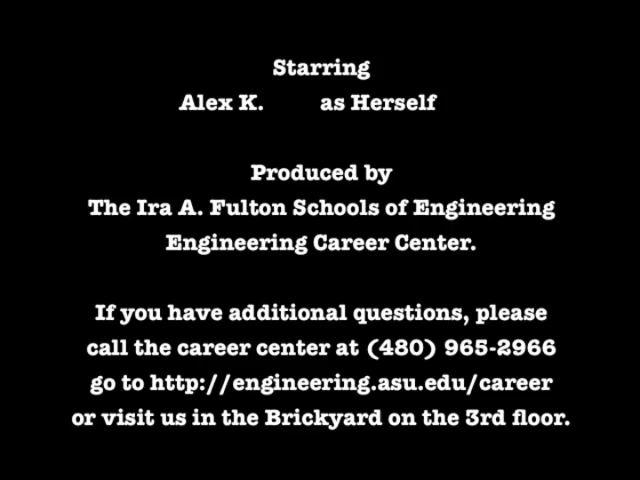 Starring
Alex K. as Herself
Produced by
The Ira A. Fulton Schools of Engineering
Engineering Career Center.
If you have additional questions, please
call the career center at (480) 965-2966
go to http://engineering.asu.edu/career
or visit us in the Brickyard on the 3rd floor.